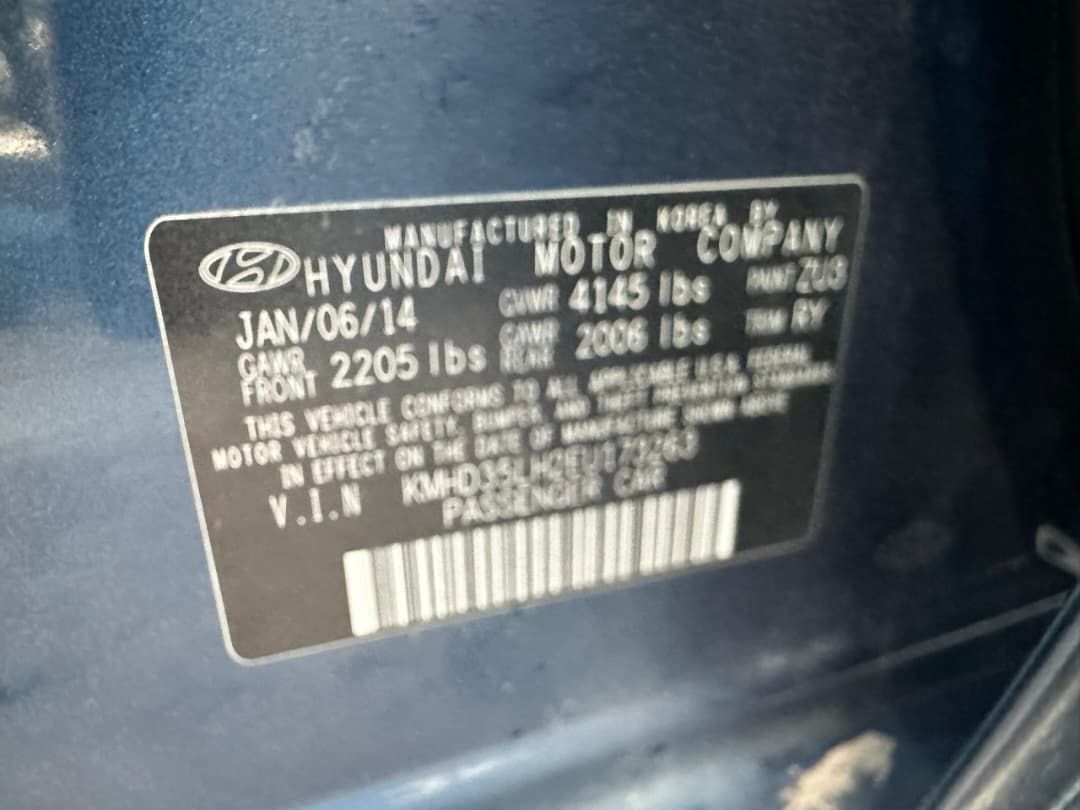 MANUFACTURED IN KOREA BY
HYUNDAI MOTOR COMPANY
JAN/06/14 GVWR 4145 lbs PAINT ZU3
GAWR FRONT 2205 lbs GAWR REAR 2006 lbs TRIM RY
THIS VEHICLE CONFORMS TO ALL APPLICABLE U.S.A. FEDERAL
MOTOR VEHICLE SAFETY, BUMPER, AND THEFT PREVENTION STANDARDS
IN EFFECT ON THE DATE OF MANUFACTURE SHOWN ABOVE
V.I.N
PASSENGER CAR